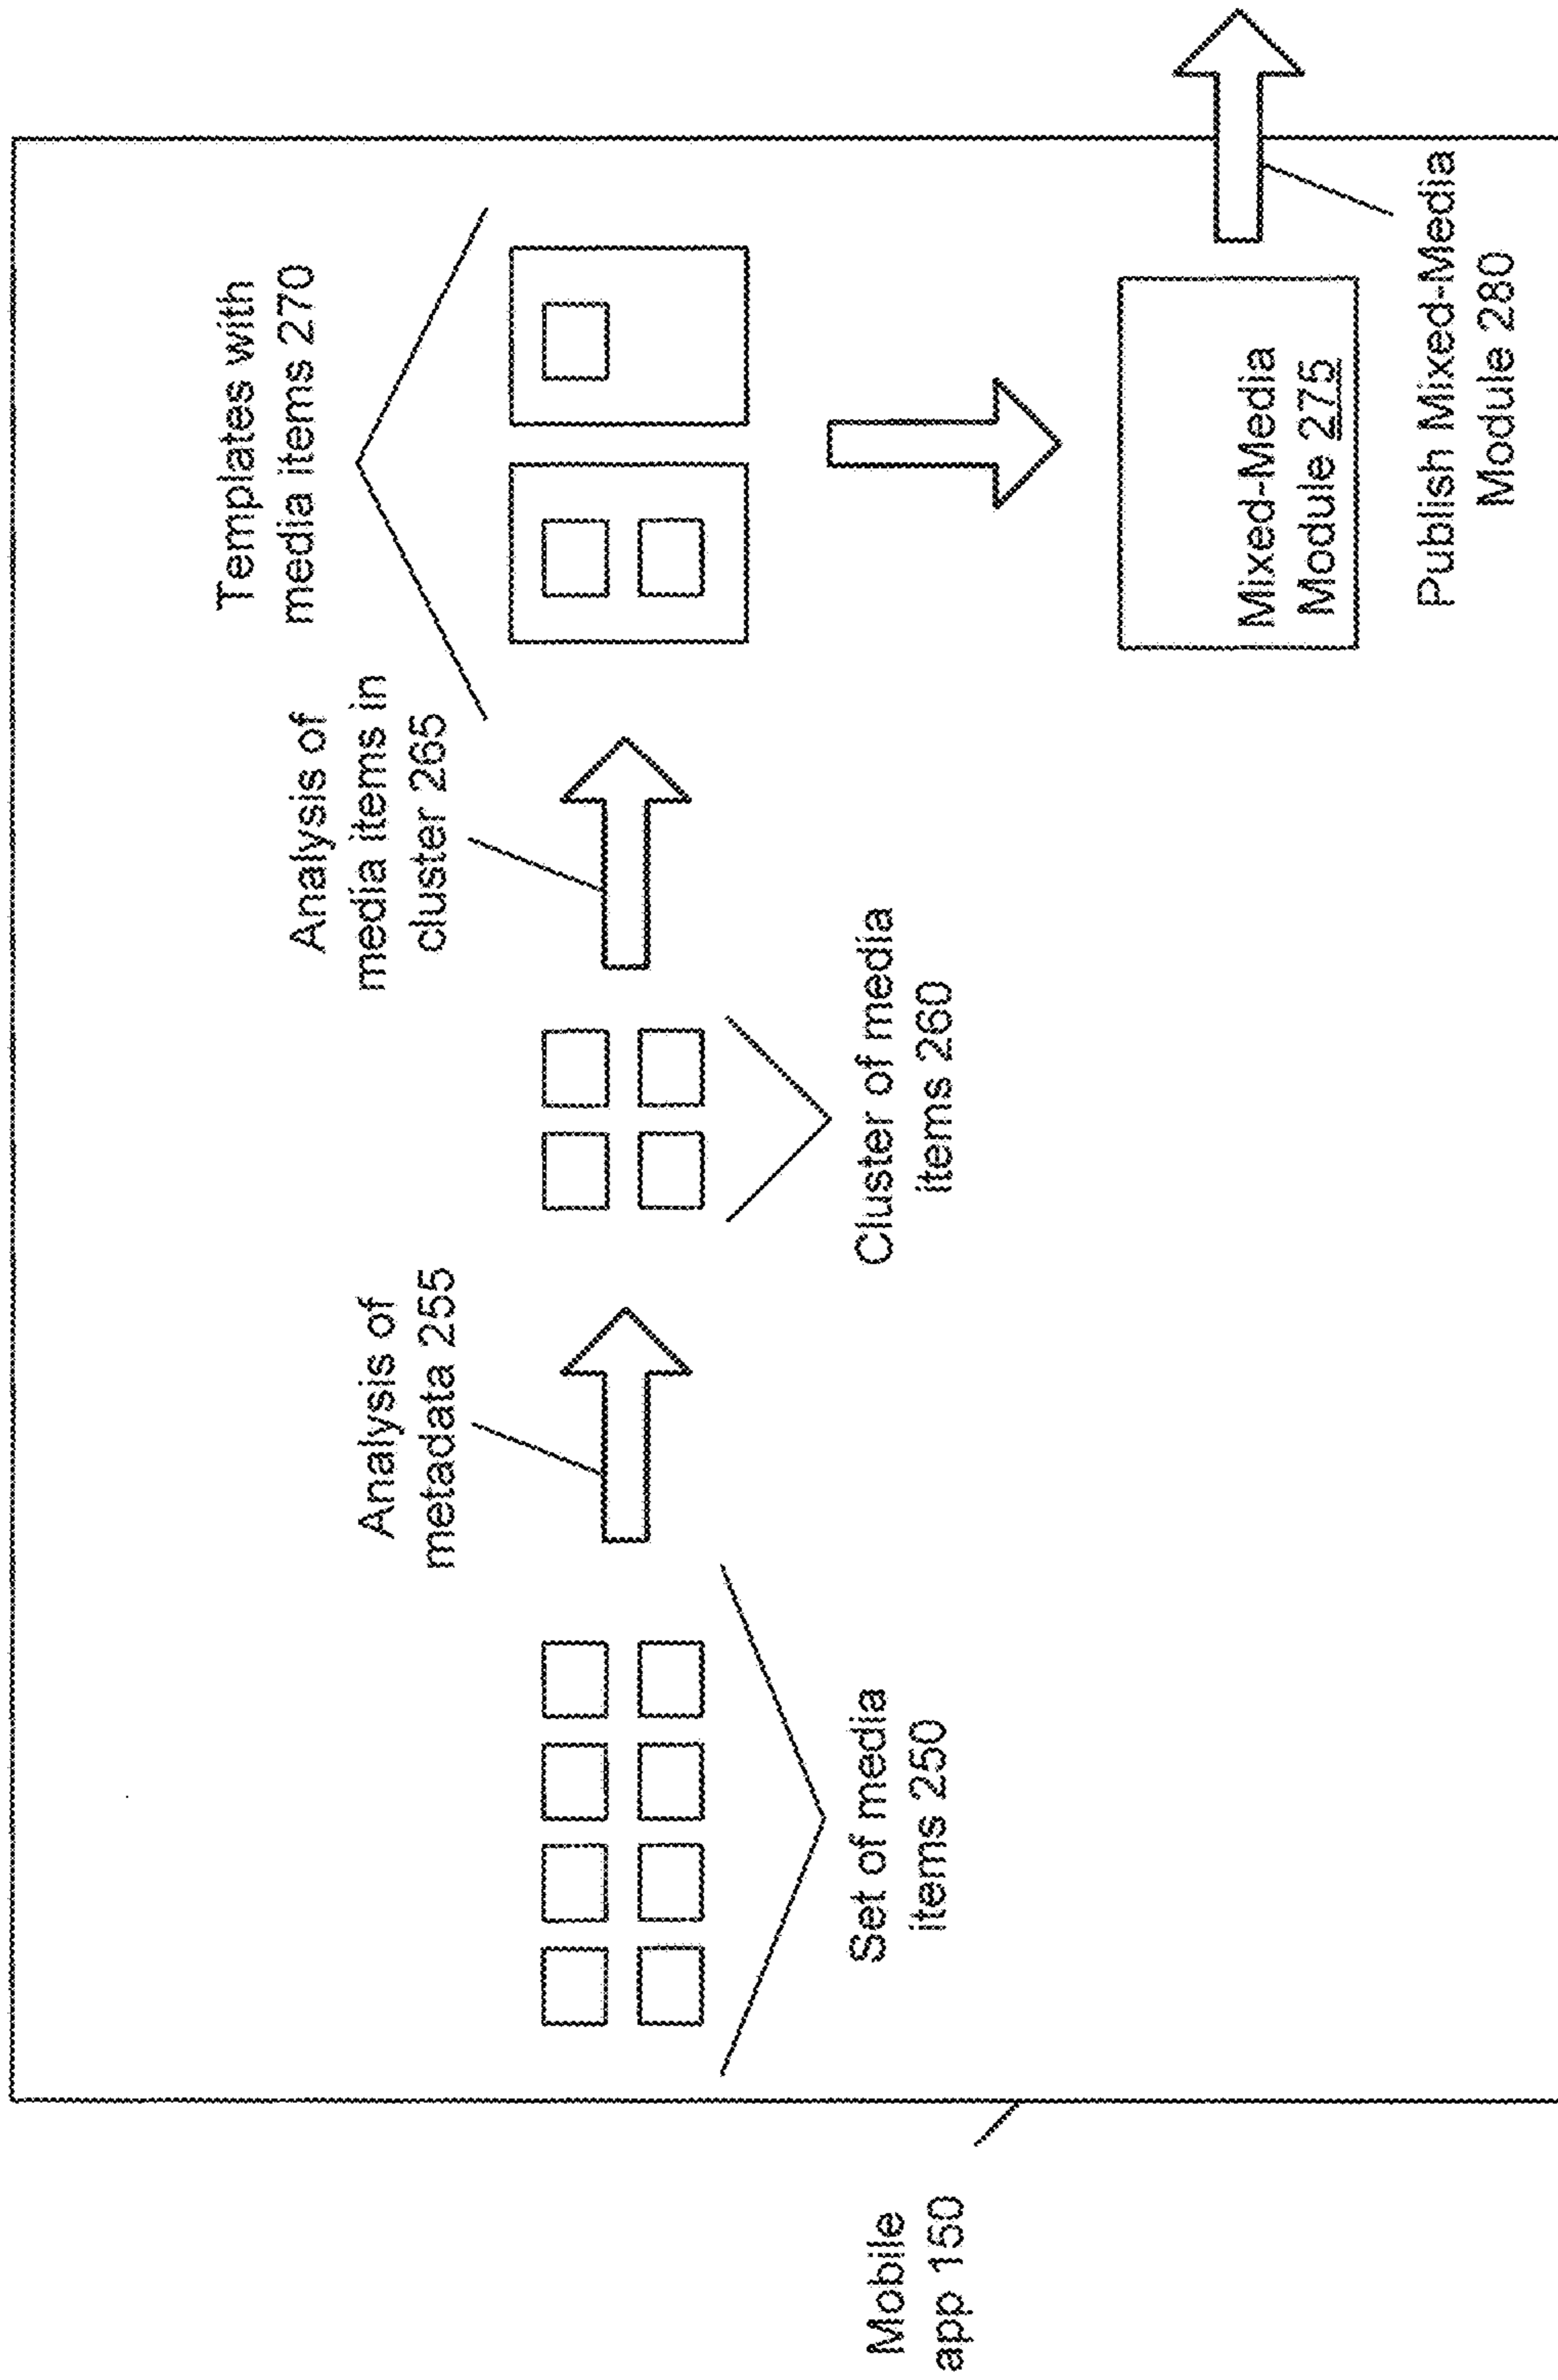 Mobile
app 150
Set of media
items 250
Analysis of
metadata 255
Cluster of media
items 260
Analysis of
media items in
cluster 265
Templates with
media items 270
Mixed-Media
Module 275
Publish Mixed-Media
Module 280